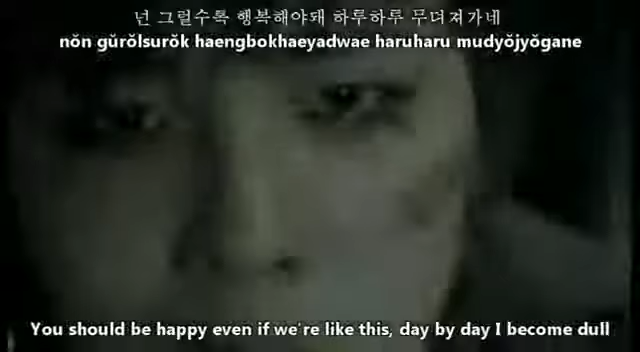 넌 그럴수록 행복해야돼 하루하루 무뎌져가네
nŏn gŭrŏlsurŏk haengbokhaeyadwae haruharu mudyŏjyŏgane
You should be happy even if we're like this, day by day I become dull